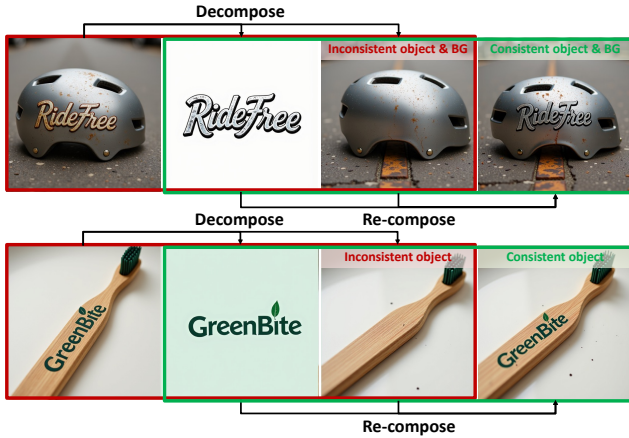 Decompose
Inconsistent object & BG
Consistent object & BG
RideFree
RideFree
RideFree
Decompose
Re-compose
Inconsistent object
Consistent object
GreenBite
GreenBite
GreenBite
Re-compose